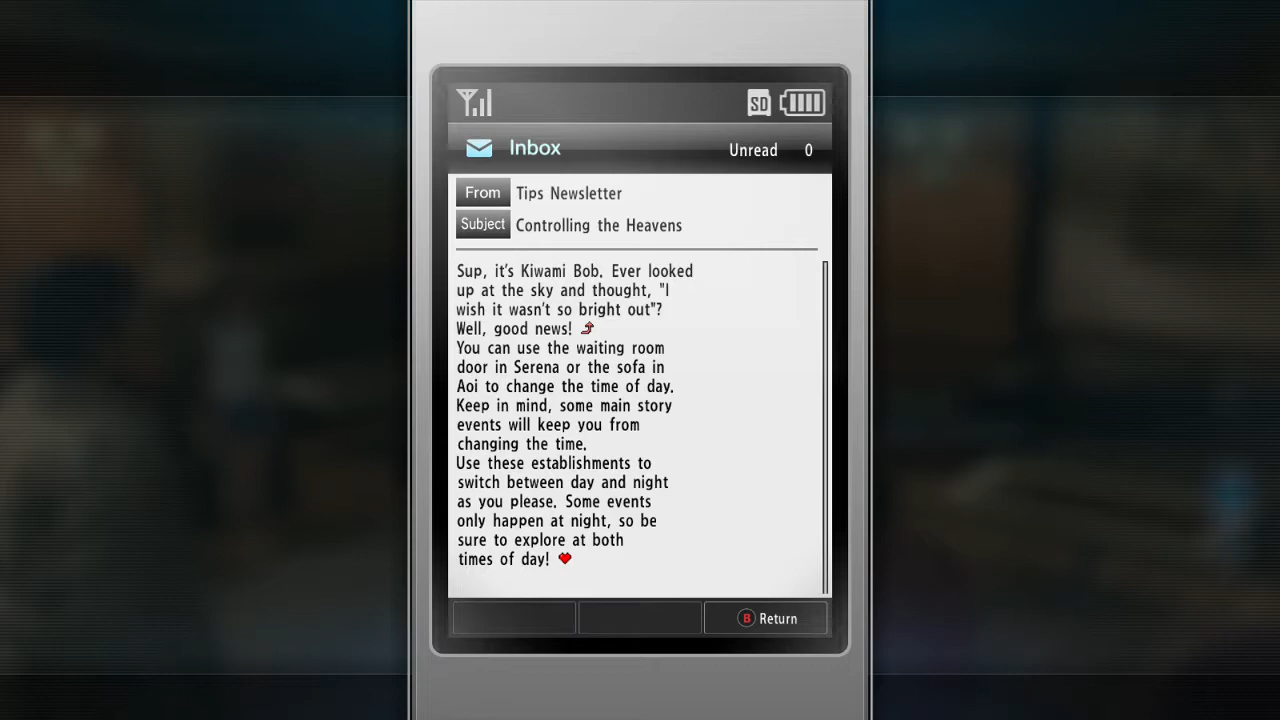 SD
Inbox
Unread 0
From Tips Newsletter
Subject Controlling the Heavens
Sup, it's Kiwami Bob. Ever looked
up at the sky and thought, "I
wish it wasn't so bright out"?
Well, good news!
You can use the waiting room
door in Serena or the sofa in
Aoi to change the time of day.
Keep in mind, some main story
events will keep you from
changing the time.
Use these establishments to
switch between day and night
as you please. Some events
only happen at night, so be
sure to explore at both
times of day!
B Return